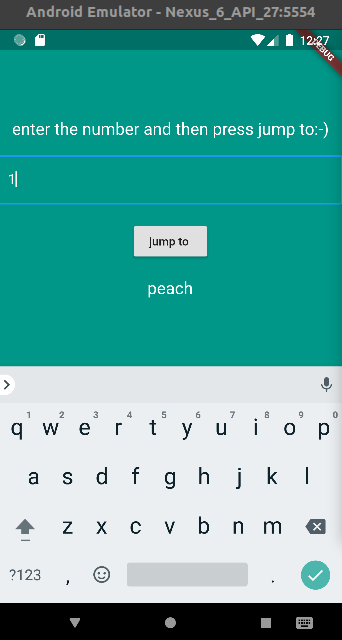 Android Emulator - Nexus_6_API_27:5554
12:27
DEBUG
enter the number and then press jump to:-)
1
jump to
peach
1 2 3 4 5 6 7 8 9 0
q w e r t y u i o p
a s d f g h j k l
z x c v b n m
?123 , .